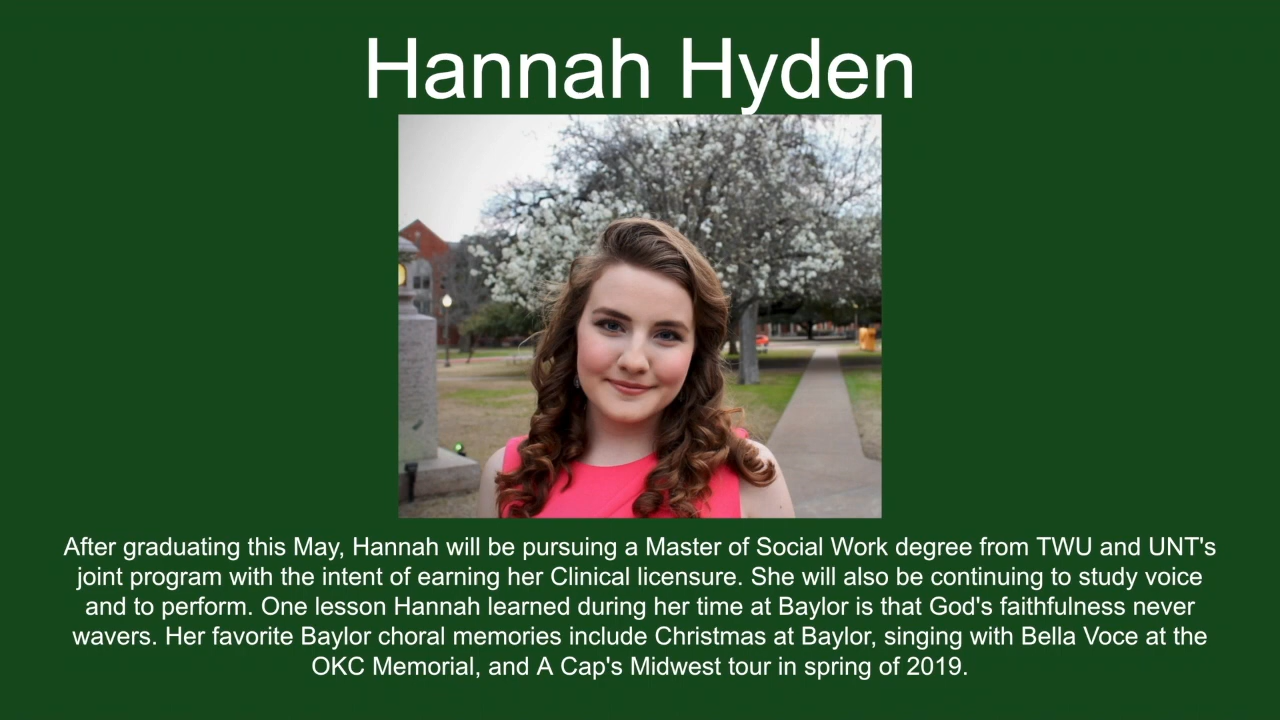 Hannah Hyden
After graduating this May, Hannah will be pursuing a Master of Social Work degree from TWU and UNT's
joint program with the intent of earning her Clinical licensure. She will also be continuing to study voice
and to perform. One lesson Hannah learned during her time at Baylor is that God's faithfulness never
wavers. Her favorite Baylor choral memories include Christmas at Baylor, singing with Bella Voce at the
OKC Memorial, and A Cap's Midwest tour in spring of 2019.